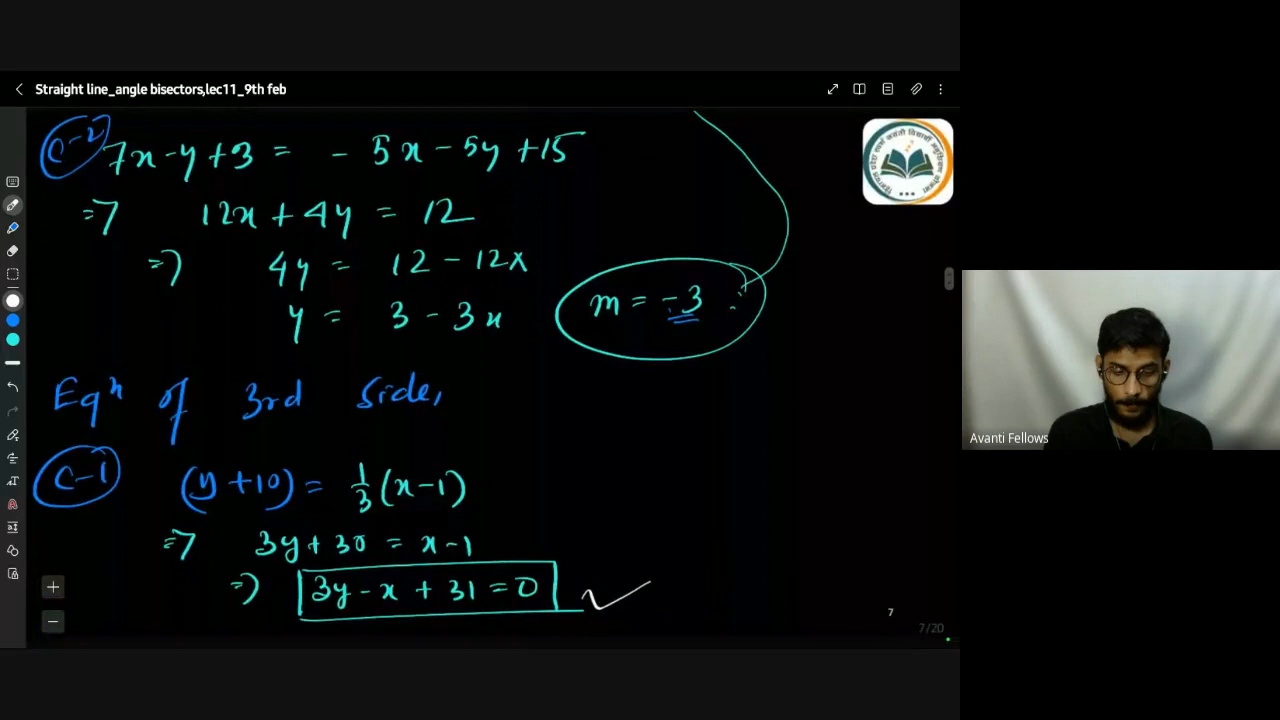 Straight line_angle bisectors,lec11_9th feb
C-2 7x-y+3 = - 5x-5y+15
=> 12x + 4y = 12
=> 4y = 12 - 12x
y = 3 - 3x
m = -3
Eqⁿ of 3rd side,
C-1 (y+10) = 1/3 (x-1)
=> 3y+30 = x-1
=> 3y-x+31=0
7
7/20
Avanti Fellows